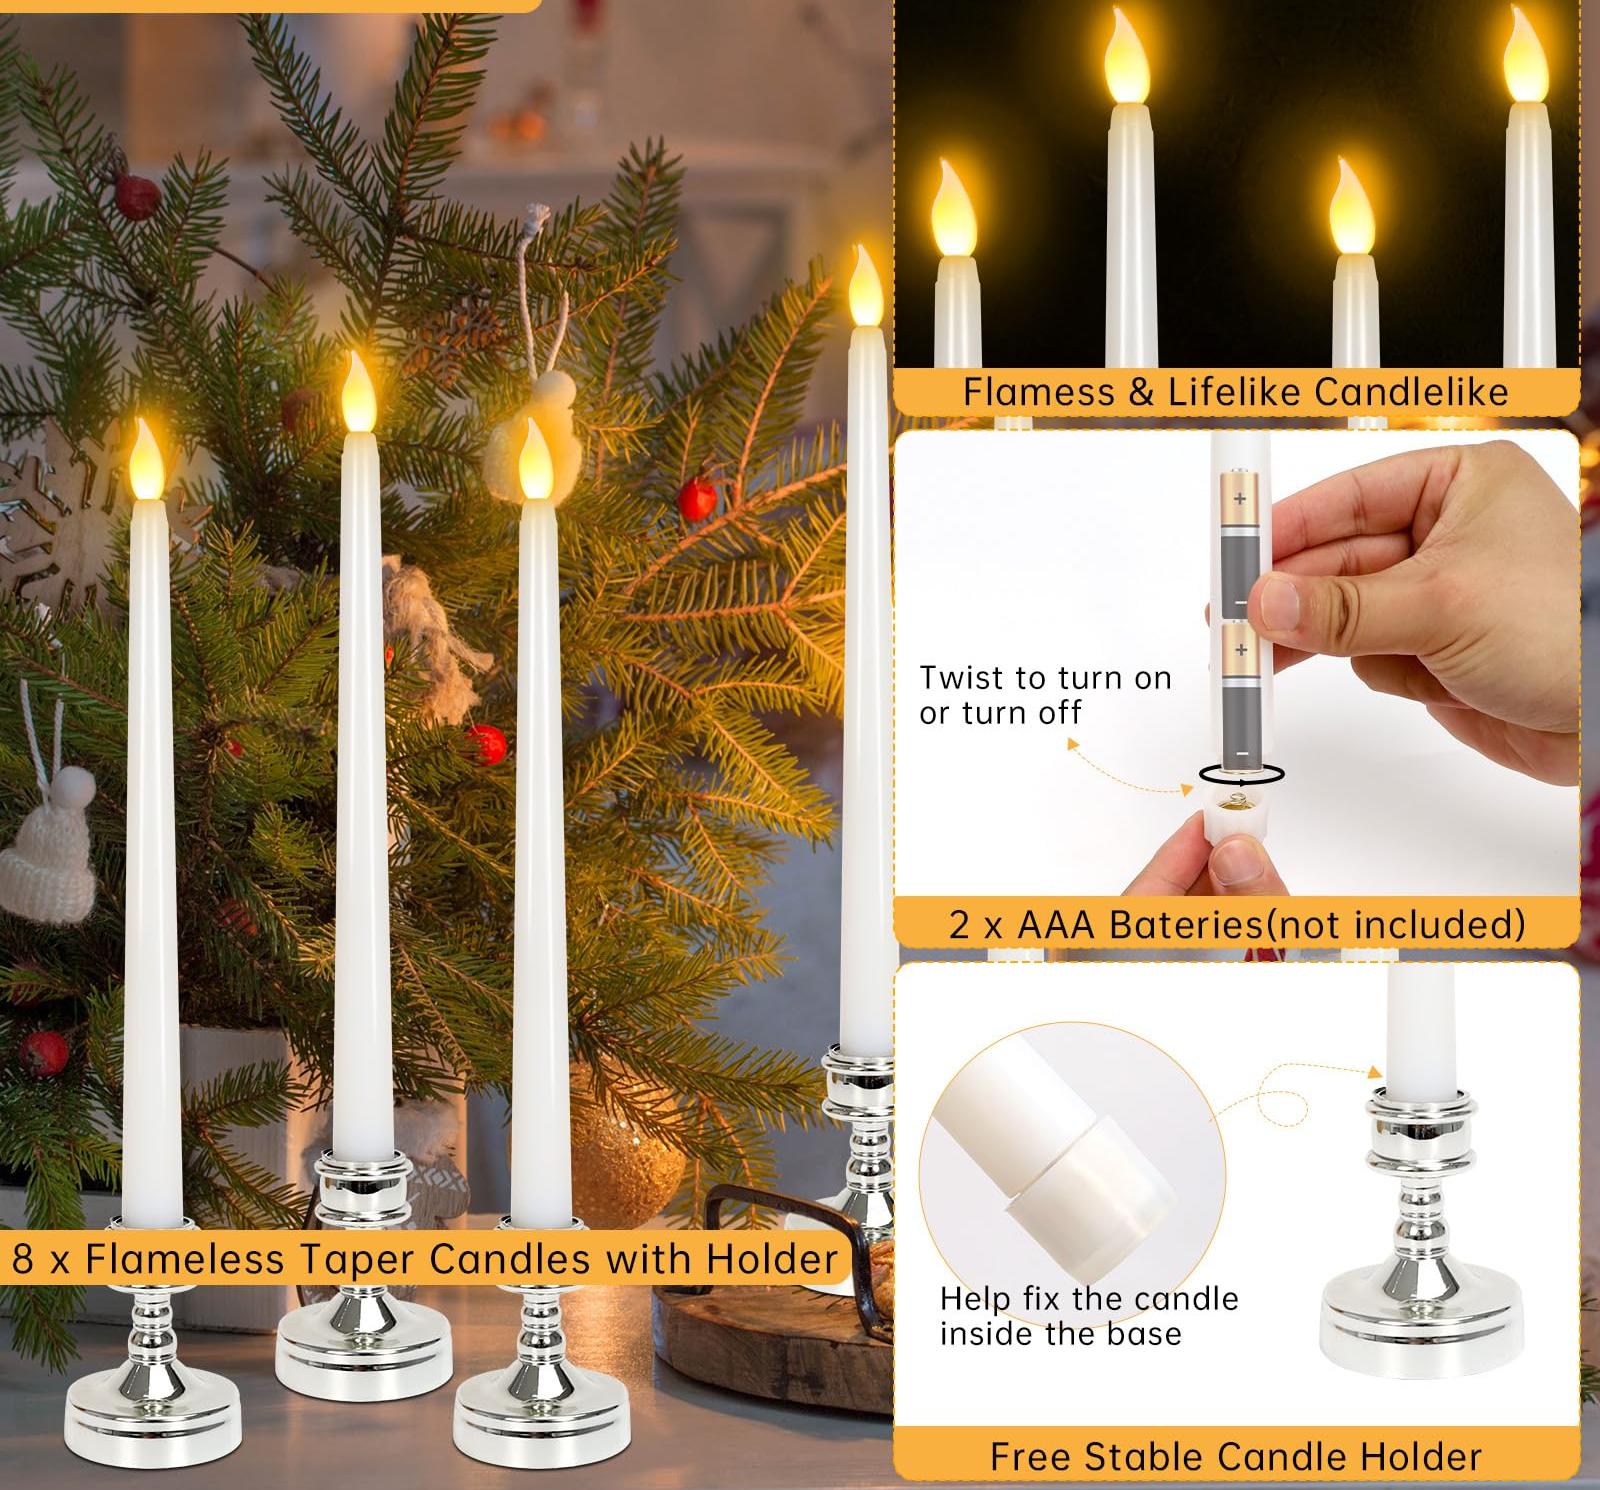 Flamess & Lifelike Candlelike
Twist to turn on
or turn off
2 x AAA Bateries(not included)
8 x Flameless Taper Candles with Holder
Help fix the candle
inside the base
Free Stable Candle Holder